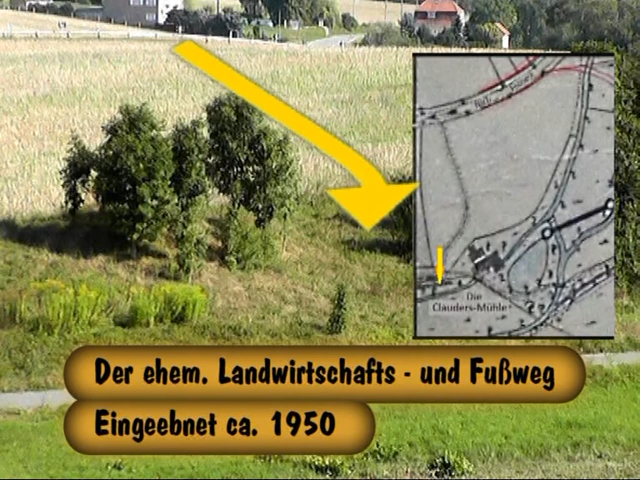 Die
Clauders-Mühle
Der ehem. Landwirtschafts - und Fußweg
Eingeebnet ca. 1950